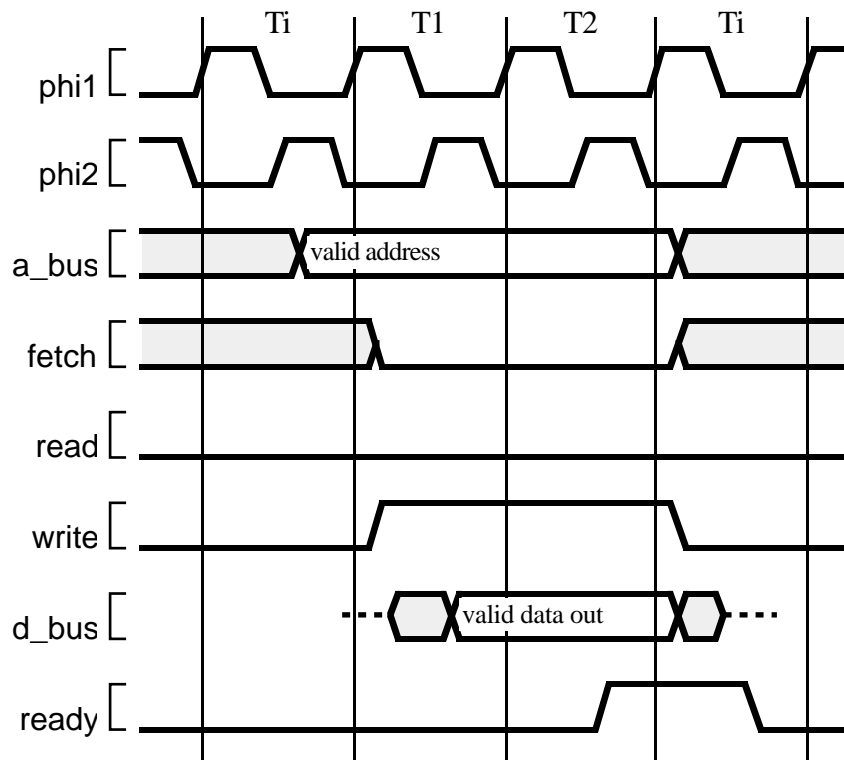 Ti T1 T2 Ti
phi1
phi2
a_bus valid address
fetch
read
write
d_bus valid data out
ready